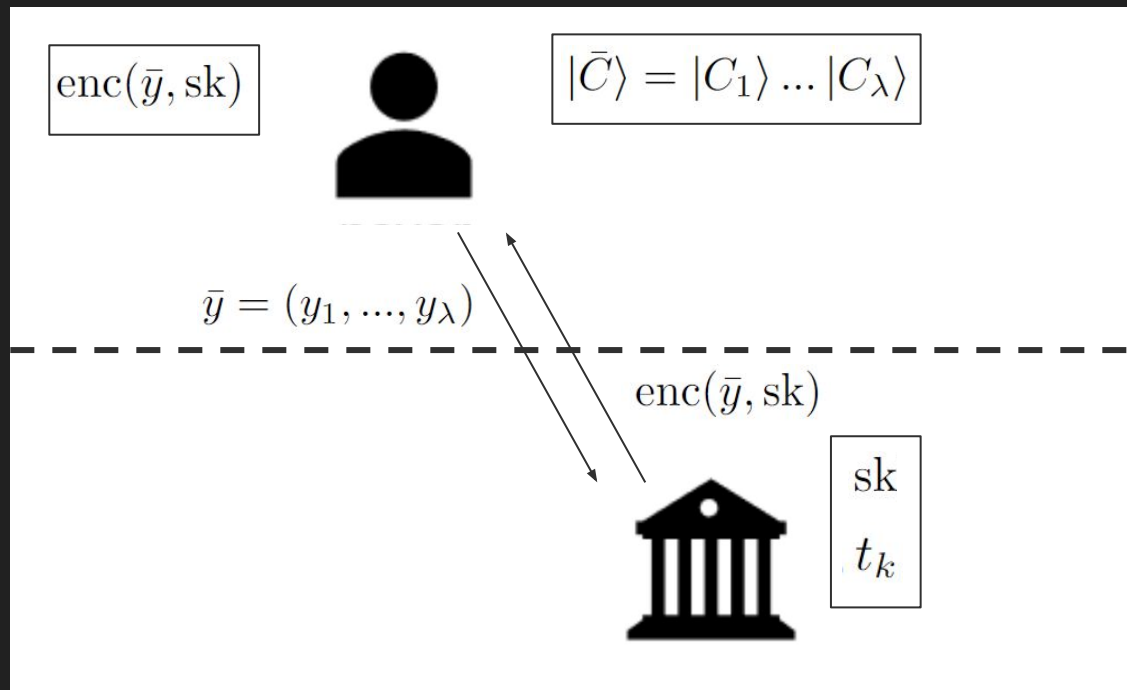 enc(ȳ, sk)
|C̄⟩ = |C₁⟩ ... |C_λ⟩
ȳ = (y₁, ..., y_λ)
enc(ȳ, sk)
sk
t_k